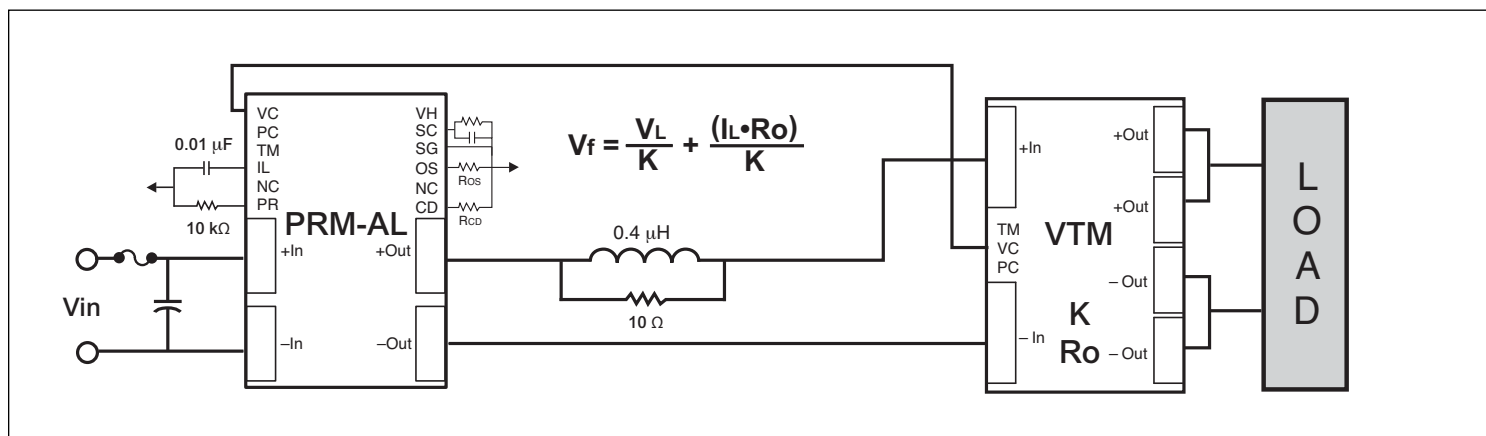 VC
PC
TM
IL
NC
PR
VH
SC
SG
OS
NC
CD
0.01 μF
10 kΩ
ROS
RCD
PRM-AL
+In
–In
+Out
–Out
Vin
Vf = VL/K + (IL•Ro)/K
0.4 μH
10 Ω
+In
TM
VC
PC
– In
VTM
K
Ro
+Out
+Out
– Out
– Out
LOAD